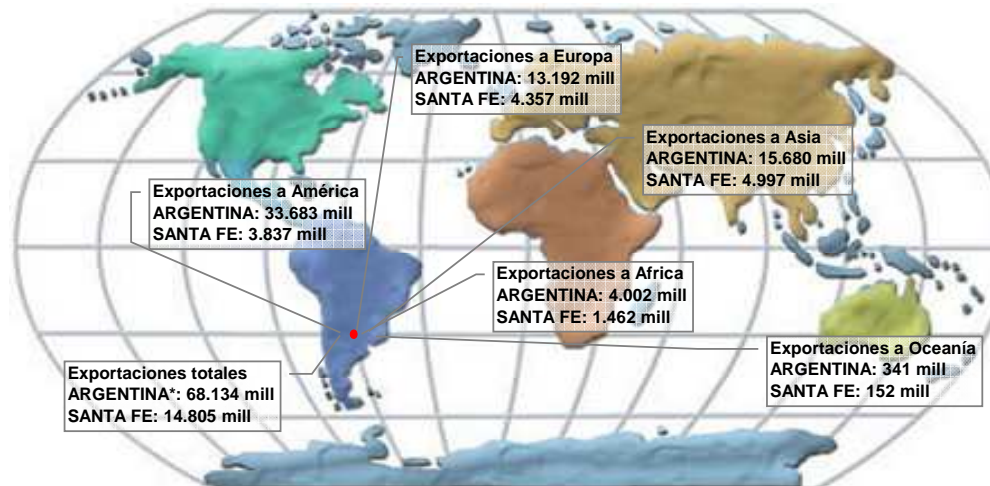 Exportaciones a Europa
ARGENTINA: 13.192 mill
SANTA FE: 4.357 mill
Exportaciones a Asia
ARGENTINA: 15.680 mill
SANTA FE: 4.997 mill
Exportaciones a América
ARGENTINA: 33.683 mill
SANTA FE: 3.837 mill
Exportaciones a Africa
ARGENTINA: 4.002 mill
SANTA FE: 1.462 mill
Exportaciones a Oceanía
ARGENTINA: 341 mill
SANTA FE: 152 mill
Exportaciones totales
ARGENTINA*: 68.134 mill
SANTA FE: 14.805 mill